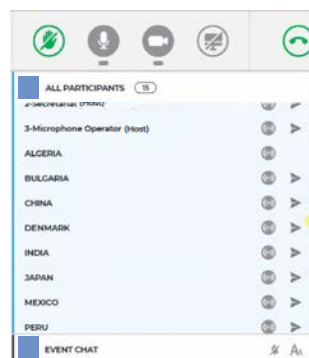 ALL PARTICIPANTS 15
2-Secretariat (Host)
3-Microphone Operator (Host)
ALGERIA
BULGARIA
CHINA
DENMARK
INDIA
JAPAN
MEXICO
PERU
EVENT CHAT AA